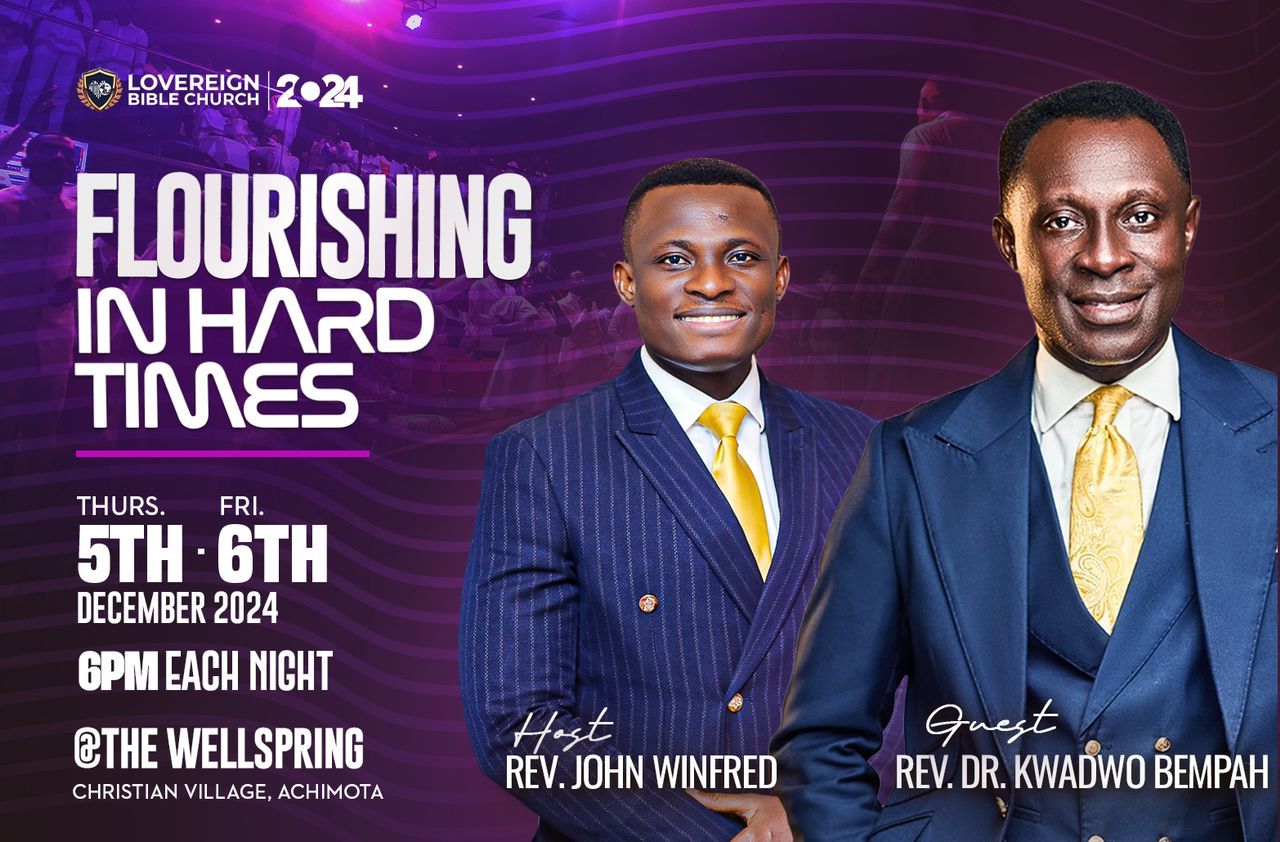 LOVEREIGN
BIBLE CHURCH
2024
FLOURISHING
IN HARD
TIMES
THURS. FRI.
5TH · 6TH
DECEMBER 2024
6PM EACH NIGHT
@THE WELLSPRING
CHRISTIAN VILLAGE, ACHIMOTA
Host
REV. JOHN WINFRED
Guest
REV. DR. KWADWO BEMPAH